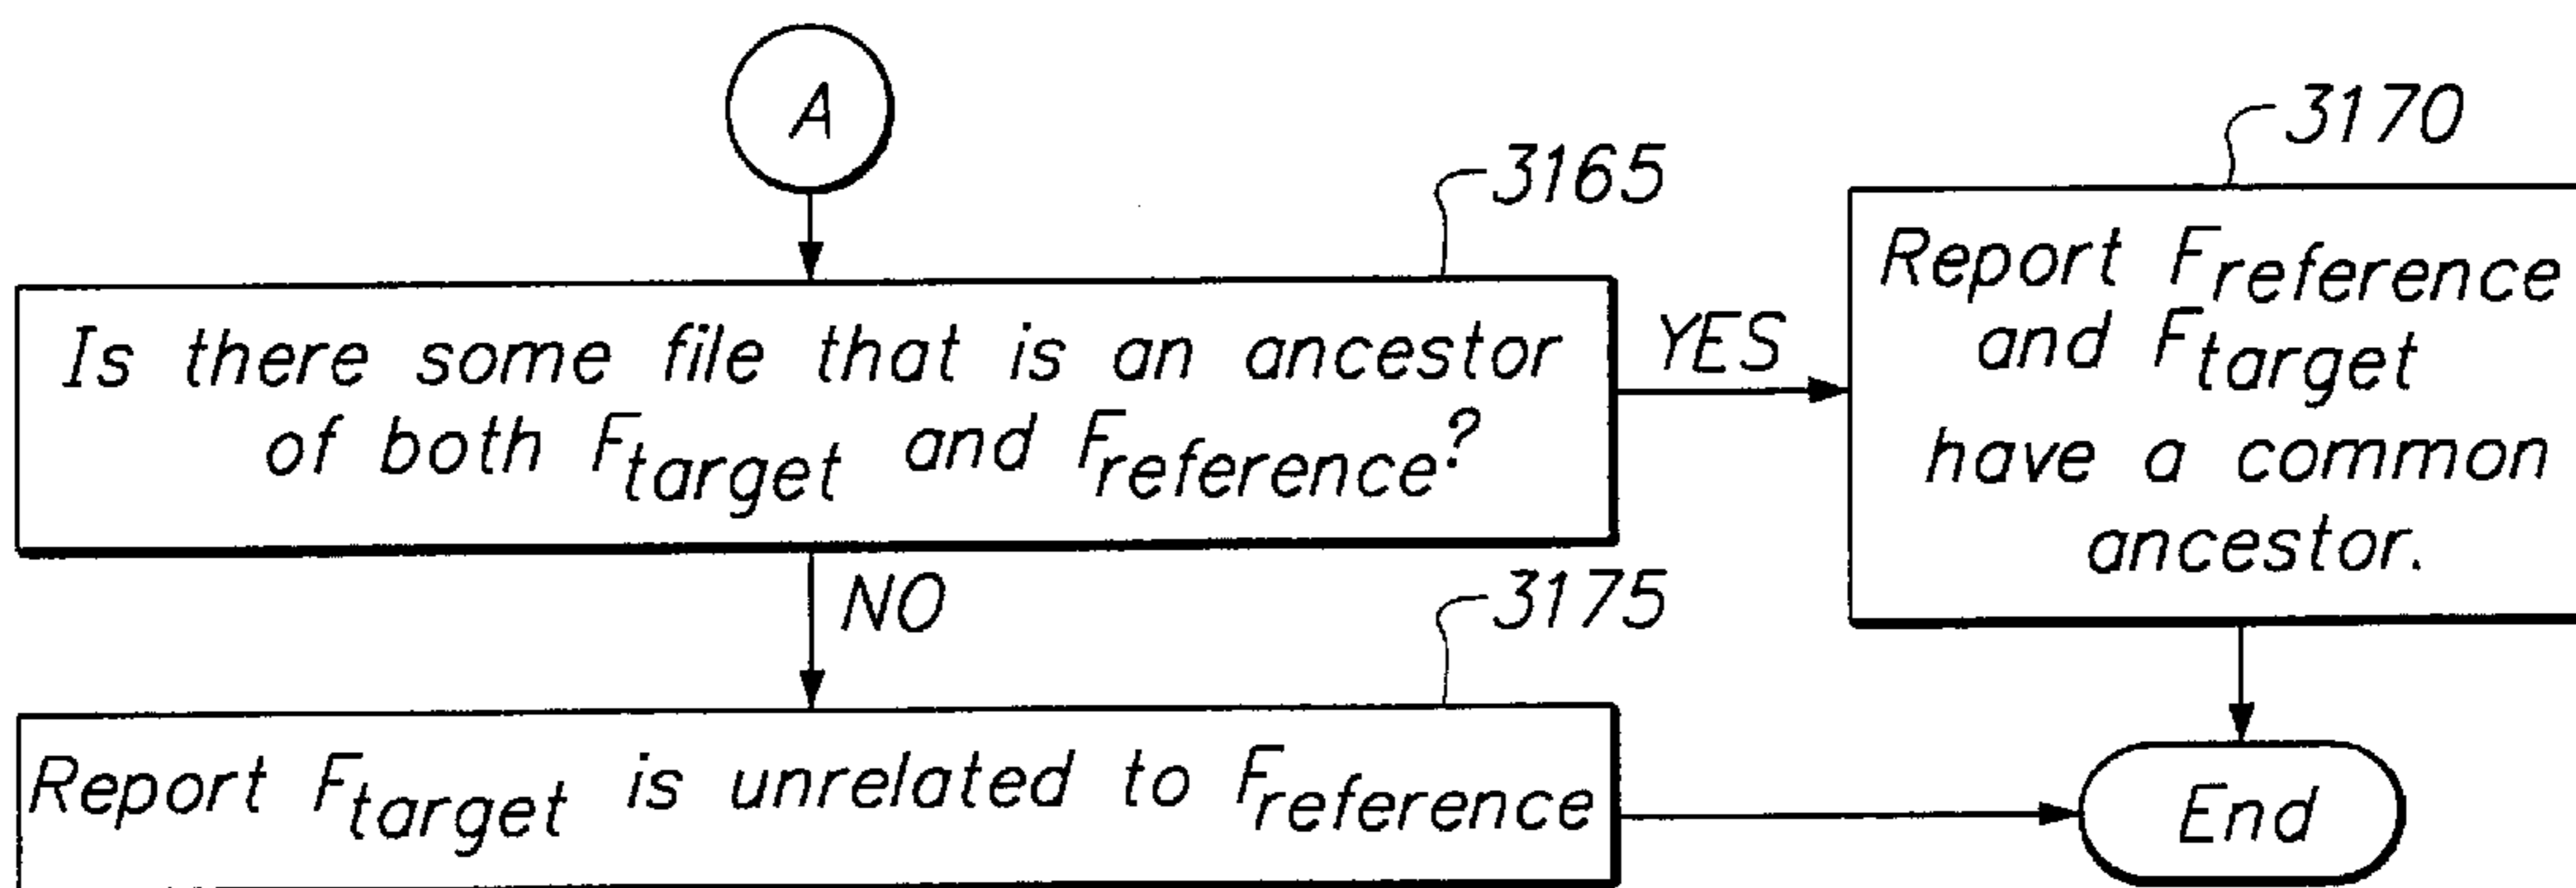 A
3165
Is there some file that is an ancestor
of both Ftarget and Freference?
YES
3170
Report Freference
and Ftarget
have a common
ancestor.
NO
3175
Report Ftarget is unrelated to Freference
End